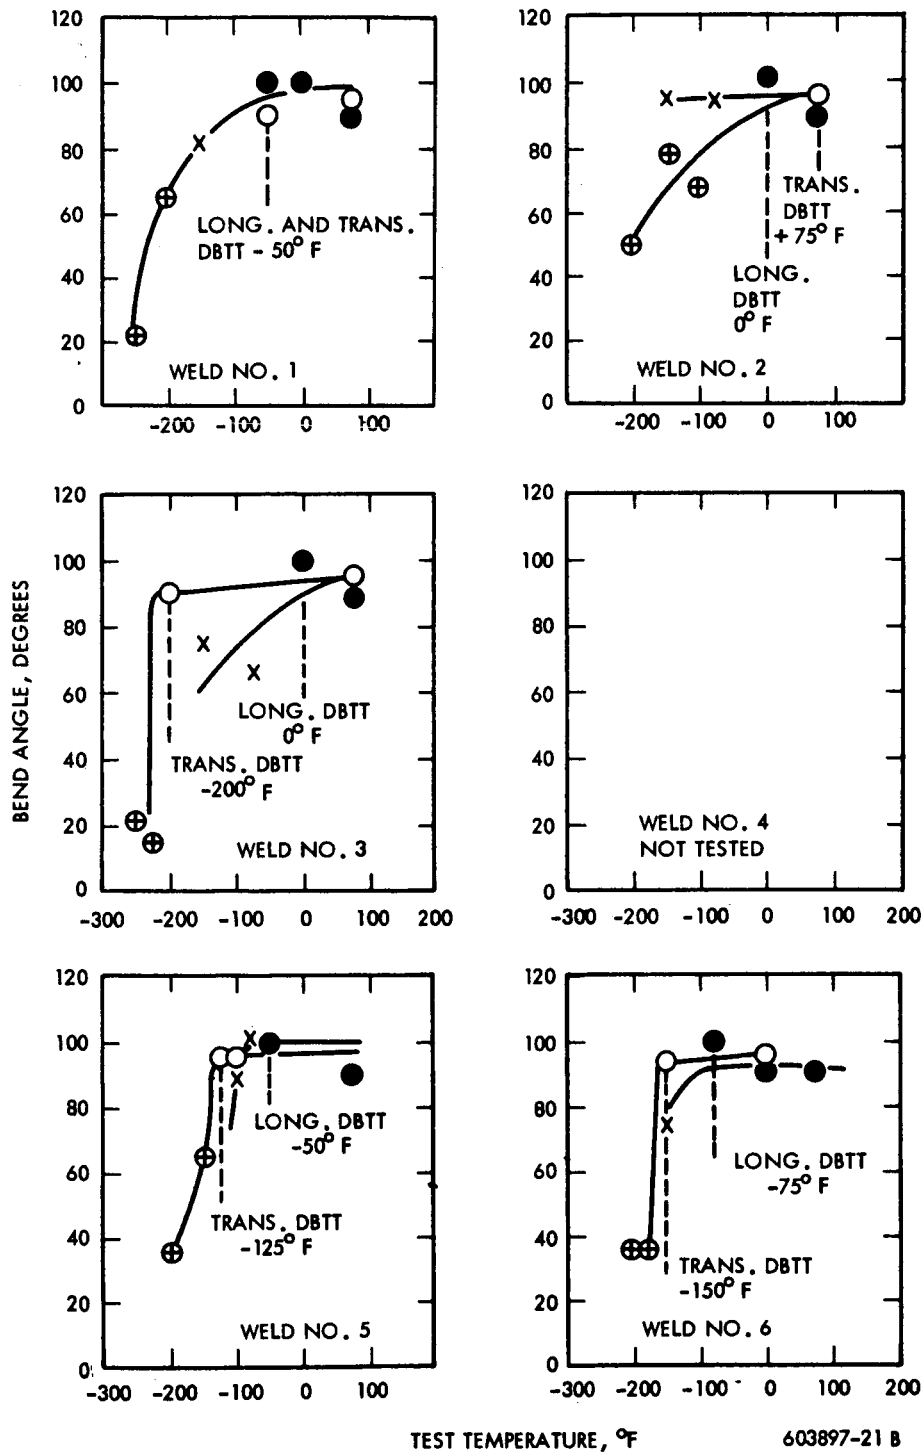 120
100
80
60
40
20
0
LONG. AND TRANS.
DBTT - 50° F
WELD NO. 1
-200 -100 0 100
120
100
80
60
40
20
0
TRANS.
DBTT
+75° F
LONG.
DBTT
0° F
WELD NO. 2
-200 -100 0 100
BEND ANGLE, DEGREES
120
100
80
60
40
20
0
LONG. DBTT
0° F
TRANS. DBTT
-200° F
WELD NO. 3
-300 -200 -100 0 100 200
120
100
80
60
40
20
0
WELD NO. 4
NOT TESTED
-300 -200 -100 0 100 200
120
100
80
60
40
20
0
LONG. DBTT
-50° F
TRANS. DBTT
-125° F
WELD NO. 5
-300 -200 -100 0 100 200
120
100
80
60
40
20
0
LONG. DBTT
-75° F
TRANS. DBTT
-150° F
WELD NO. 6
-300 -200 -100 0 100 200
TEST TEMPERATURE, °F
603897-21 B